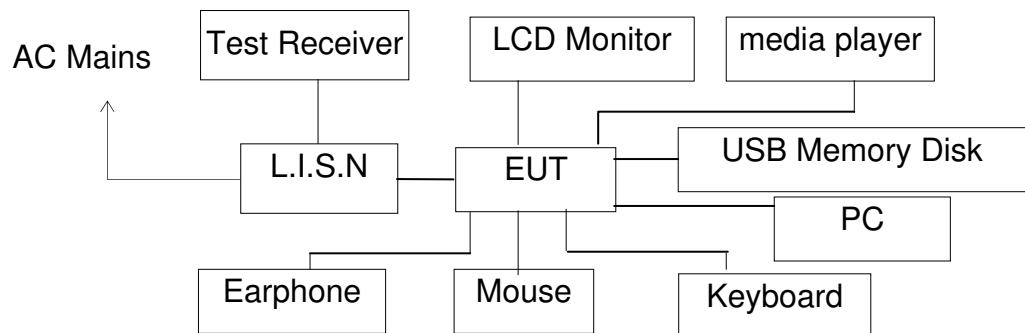 Test Receiver
LCD Monitor
media player
AC Mains
L.I.S.N
EUT
USB Memory Disk
PC
Earphone
Mouse
Keyboard